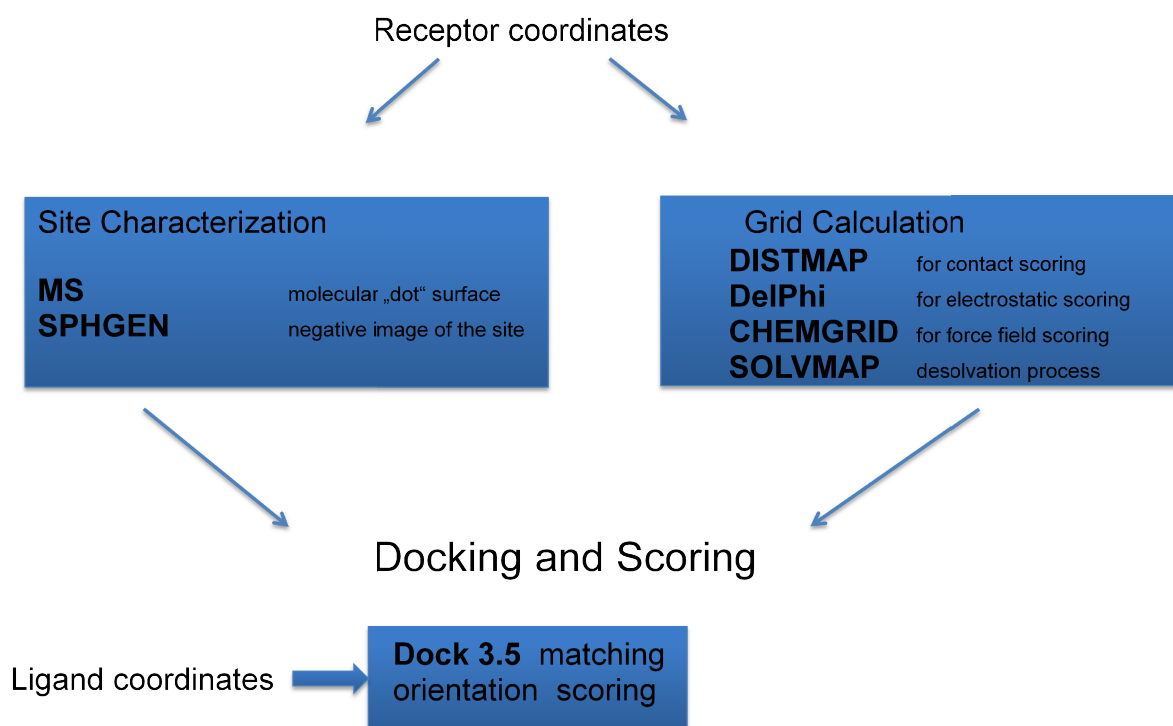 Receptor coordinates
Site Characterization
MS molecular „dot“ surface
SPHGEN negative image of the site
Grid Calculation
DISTMAP for contact scoring
DelPhi for electrostatic scoring
CHEMGRID for force field scoring
SOLVMAP desolvation process
Docking and Scoring
Ligand coordinates
Dock 3.5 matching
orientation scoring